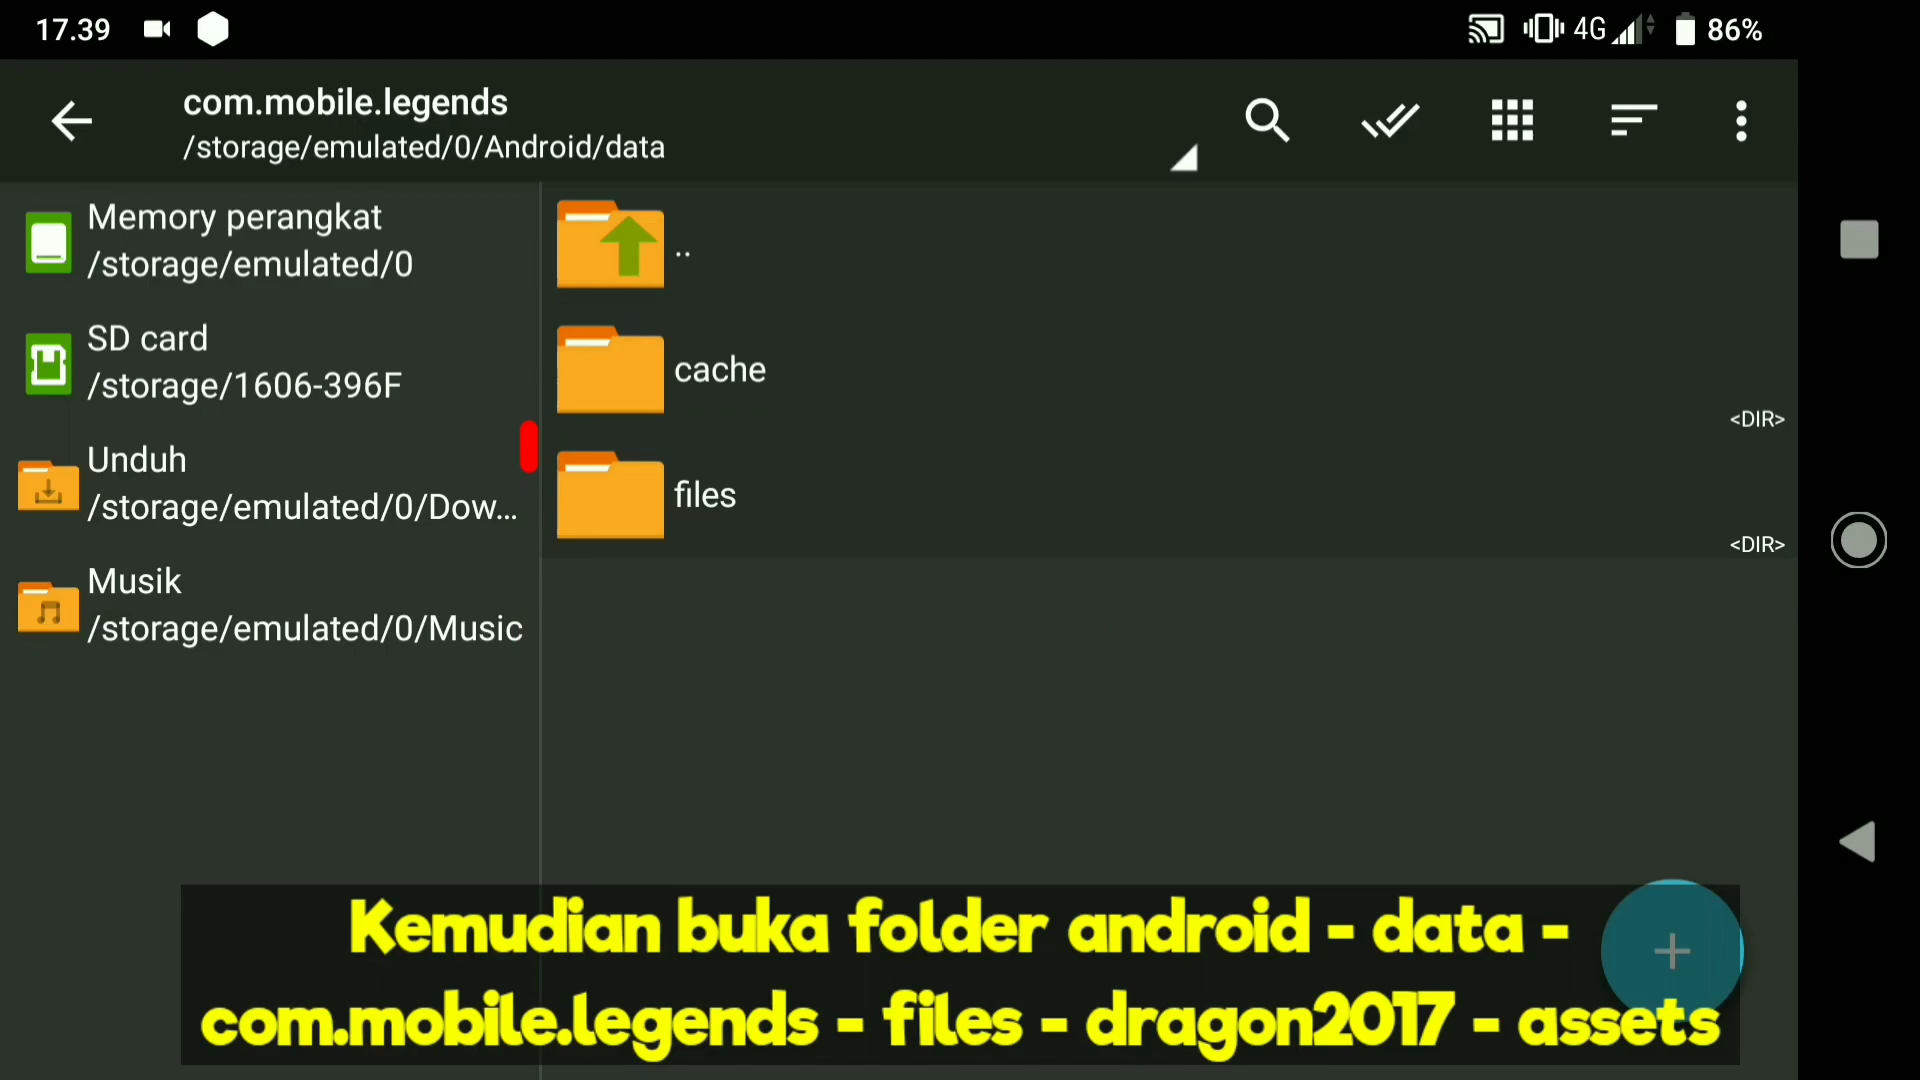 17.39
4G
86%
com.mobile.legends
/storage/emulated/0/Android/data
Memory perangkat
/storage/emulated/0
SD card
/storage/1606-396F
Unduh
/storage/emulated/0/Dow...
Musik
/storage/emulated/0/Music
..
cache
<DIR>
files
<DIR>
Kemudian buka folder android - data -
com.mobile.legends - files - dragon2017 - assets